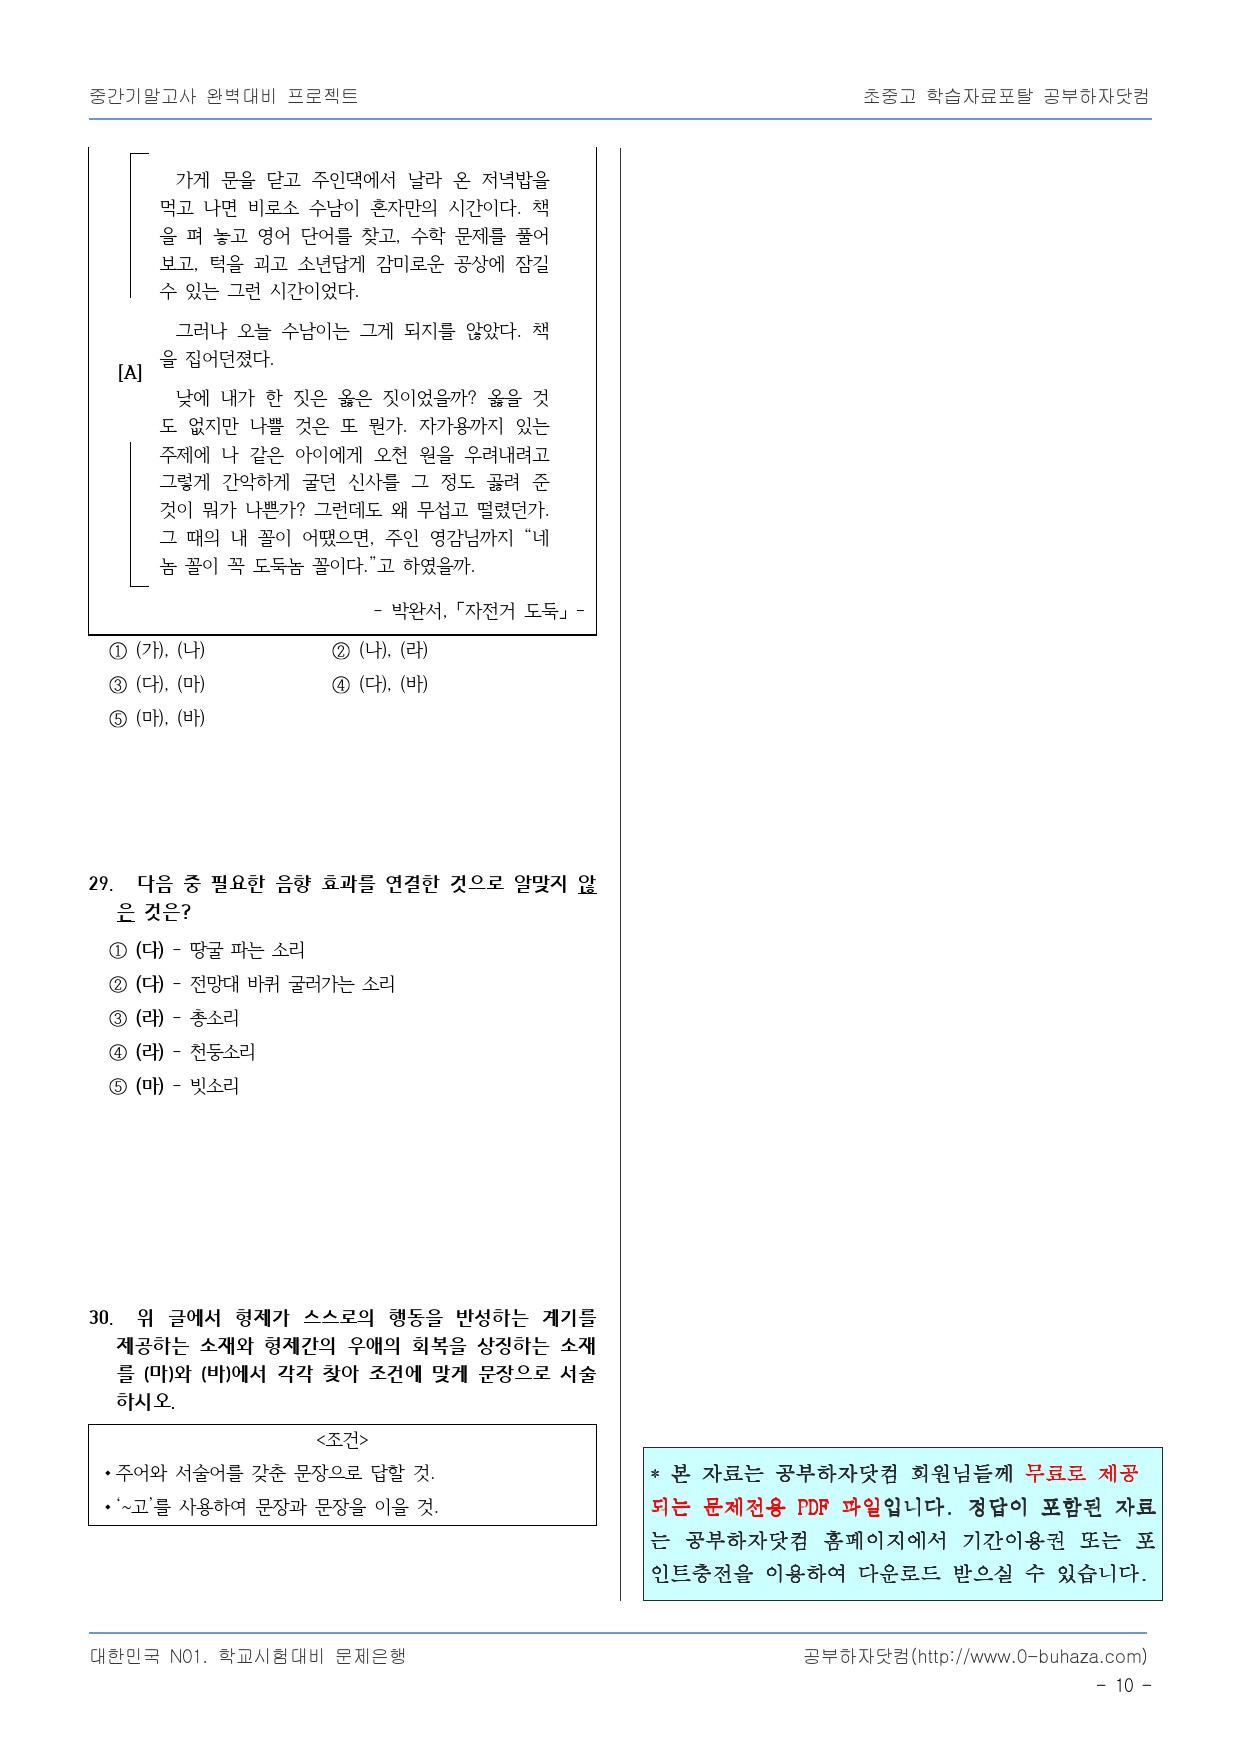 중간기말고사 완벽대비 프로젝트
초중고 학습자료포탈 공부하자닷컴
가게 문을 닫고 주인댁에서 날라 온 저녁밥을
먹고 나면 비로소 수남이 혼자만의 시간이다. 책
을 펴 놓고 영어 단어를 찾고, 수학 문제를 풀어
보고, 턱을 괴고 소년답게 감미로운 공상에 잠길
수 있는 그런 시간이었다.
그러나 오늘 수남이는 그게 되지를 않았다. 책
을 집어던졌다.
[A]
낮에 내가 한 짓은 옳은 짓이었을까? 옳을 것
도 없지만 나쁠 것은 또 뭔가. 자가용까지 있는
주제에 나 같은 아이에게 오천 원을 우려내려고
그렇게 간악하게 굴던 신사를 그 정도 곯려 준
것이 뭐가 나쁜가? 그런데도 왜 무섭고 떨렸던가.
그 때의 내 꼴이 어땠으면, 주인 영감님까지 “네
놈 꼴이 꼭 도둑놈 꼴이다.”고 하였을까.
- 박완서,「자전거 도둑」-
① (가), (나) ② (나), (라)
③ (다), (마) ④ (다), (바)
⑤ (마), (바)
29. 다음 중 필요한 음향 효과를 연결한 것으로 알맞지 않
은 것은?
① (다) - 땅굴 파는 소리
② (다) - 전망대 바퀴 굴러가는 소리
③ (라) - 총소리
④ (라) - 천둥소리
⑤ (마) - 빗소리
30. 위 글에서 형제가 스스로의 행동을 반성하는 계기를
제공하는 소재와 형제간의 우애의 회복을 상징하는 소재
를 (마)와 (바)에서 각각 찾아 조건에 맞게 문장으로 서술
하시오.
<조건>
• 주어와 서술어를 갖춘 문장으로 답할 것.
• ‘~고’를 사용하여 문장과 문장을 이을 것.
* 본 자료는 공부하자닷컴 회원님들께 무료로 제공
되는 문제전용 PDF 파일입니다. 정답이 포함된 자료
는 공부하자닷컴 홈페이지에서 기간이용권 또는 포
인트충전을 이용하여 다운로드 받으실 수 있습니다.
대한민국 N01. 학교시험대비 문제은행
공부하자닷컴(http://www.0-buhaza.com)
- 10 -